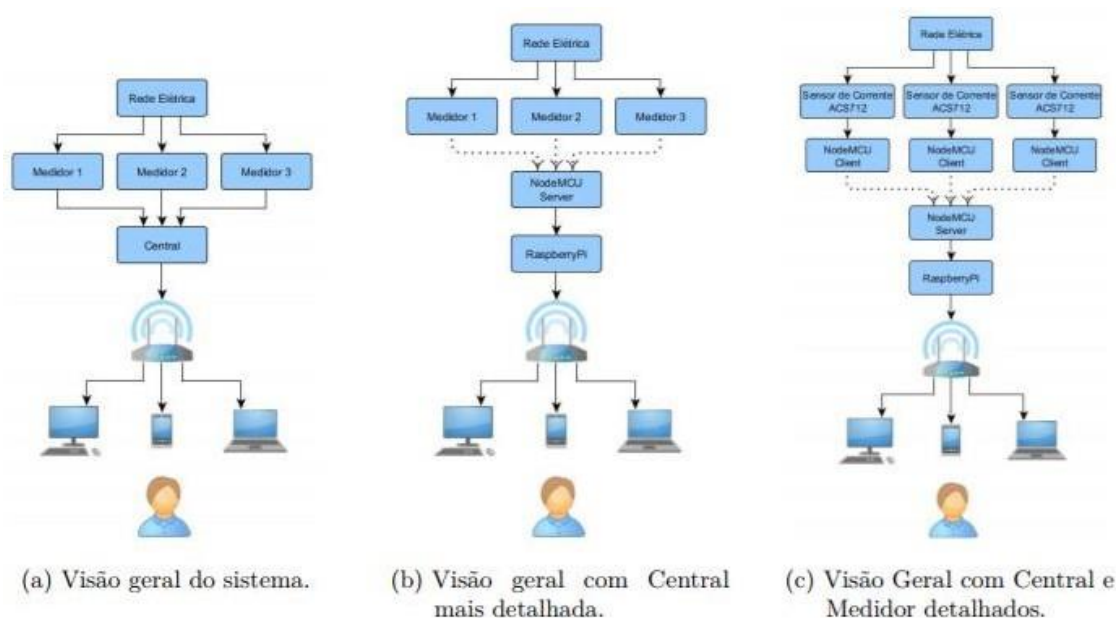 Rede Elétrica
Medidor 1
Medidor 2
Medidor 3
Central
(a) Visão geral do sistema.
Rede Elétrica
Medidor 1
Medidor 2
Medidor 3
NodeMCU
Server
RaspberryPI
(b) Visão geral com Central
mais detalhada.
Rede Elétrica
Sensor de Corrente
ACS712
Sensor de Corrente
ACS712
Sensor de Corrente
ACS712
NodeMCU
Client
NodeMCU
Client
NodeMCU
Client
NodeMCU
Server
RaspberryPI
(c) Visão Geral com Central e
Medidor detalhados.